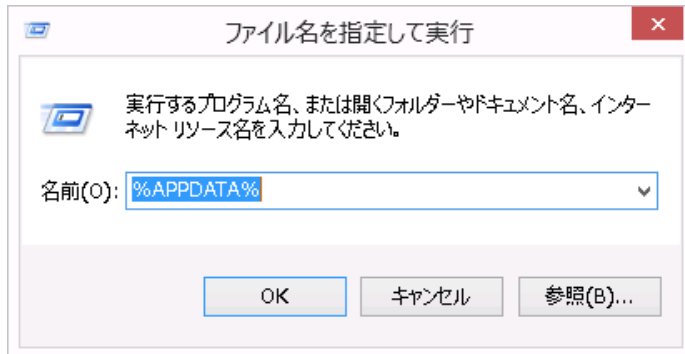 ファイル名を指定して実行
実行するプログラム名、または開くフォルダーやドキュメント名、インター
ネット リソース名を入力してください。
名前(O): %APPDATA%
OK キャンセル 参照(B)...